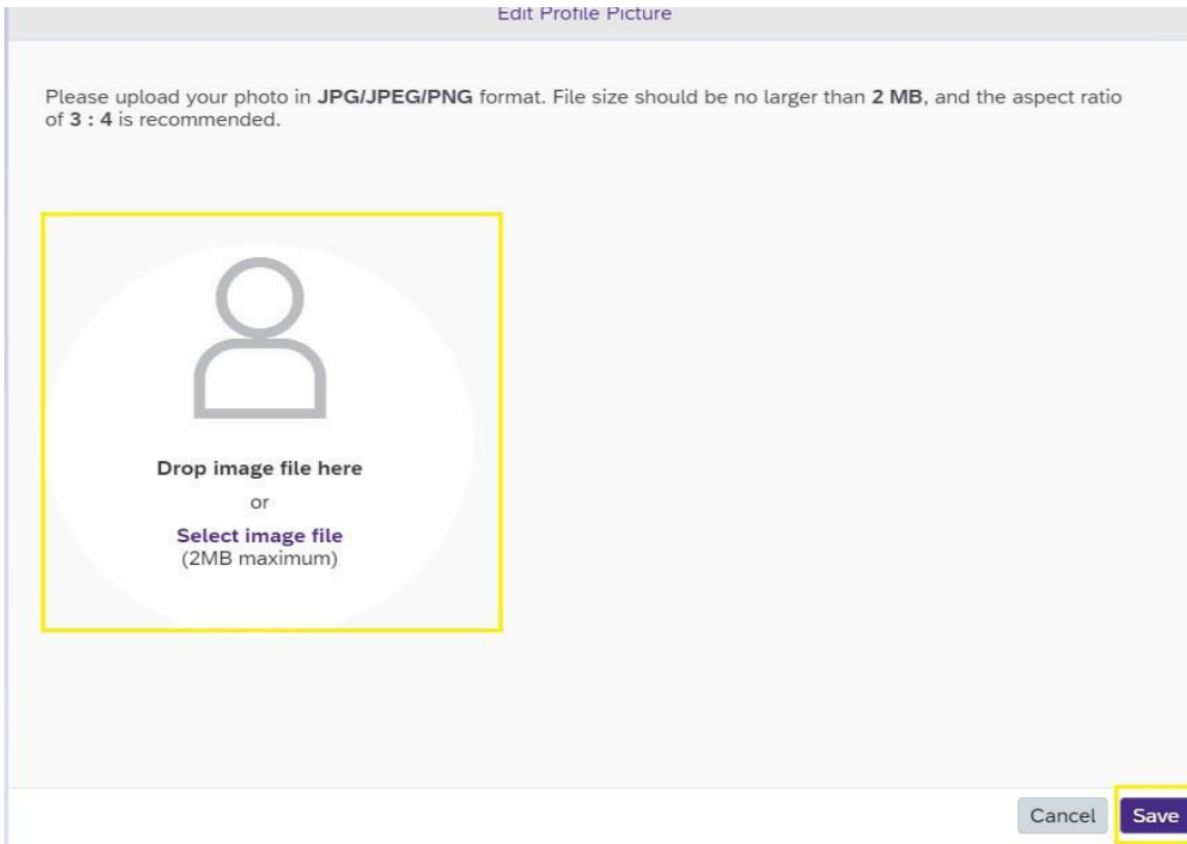 Edit Profile Picture
Please upload your photo in JPG/JPEG/PNG format. File size should be no larger than 2 MB, and the aspect ratio
of 3 : 4 is recommended.
Drop image file here
or
Select image file
(2MB maximum)
Cancel
Save